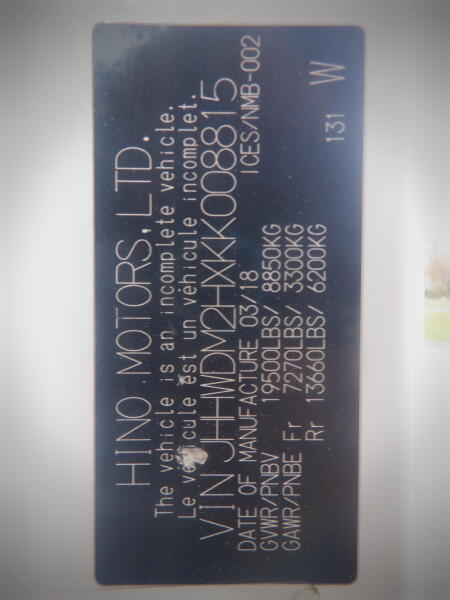 HINO MOTORS, LTD.
The vehicle is an incomplete vehicle.
Le véhicule est un véhicule incomplet.
VIN JHHWDM2HXKK008815
DATE OF MANUFACTURE 03/18 ICES/NMB-002
GVWR/PNBV 19500LBS/ 8850KG
GAWR/PNBE Fr 7270LBS/ 3300KG
Rr 13660LBS/ 6200KG
131 W